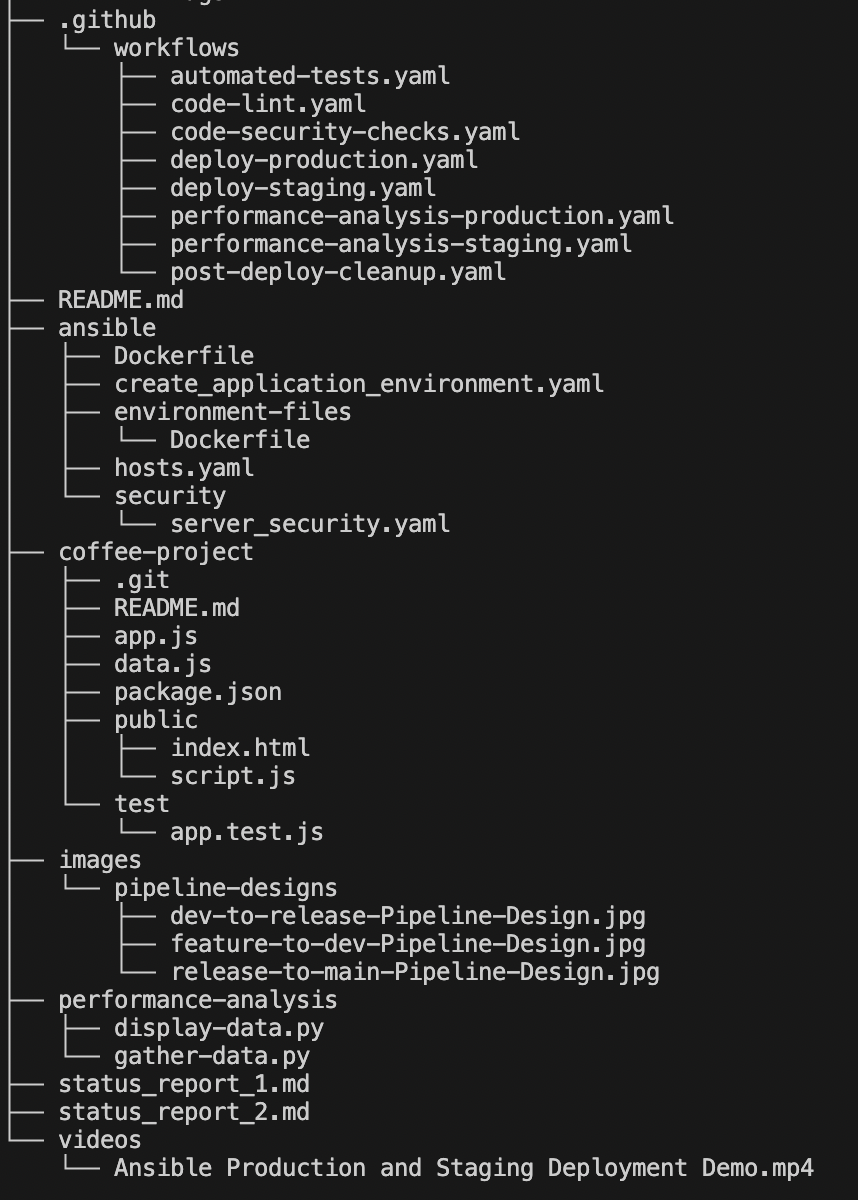 ├── .github
│   └── workflows
│       ├── automated-tests.yaml
│       ├── code-lint.yaml
│       ├── code-security-checks.yaml
│       ├── deploy-production.yaml
│       ├── deploy-staging.yaml
│       ├── performance-analysis-production.yaml
│       ├── performance-analysis-staging.yaml
│       └── post-deploy-cleanup.yaml
├── README.md
├── ansible
│   ├── Dockerfile
│   ├── create_application_environment.yaml
│   ├── environment-files
│   │   └── Dockerfile
│   ├── hosts.yaml
│   └── security
│       └── server_security.yaml
├── coffee-project
│   ├── .git
│   ├── README.md
│   ├── app.js
│   ├── data.js
│   ├── package.json
│   ├── public
│   │   ├── index.html
│   │   └── script.js
│   └── test
│       └── app.test.js
├── images
│   └── pipeline-designs
│       ├── dev-to-release-Pipeline-Design.jpg
│       ├── feature-to-dev-Pipeline-Design.jpg
│       └── release-to-main-Pipeline-Design.jpg
├── performance-analysis
│   ├── display-data.py
│   └── gather-data.py
├── status_report_1.md
├── status_report_2.md
└── videos
    └── Ansible Production and Staging Deployment Demo.mp4